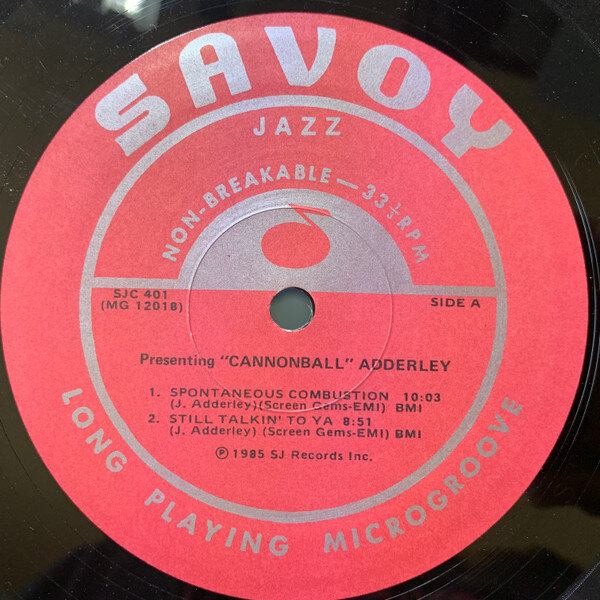 SAVOY
JAZZ
NON-BREAKABLE — 33⅓ RPM
SJC 401
(MG 12018)
SIDE A
Presenting "CANNONBALL" ADDERLEY
1. SPONTANEOUS COMBUSTION 10:03
(J. Adderley)(Screen Gems-EMI) BMI
2. STILL TALKIN' TO YA 8:51
(J. Adderley) (Screen Gems-EMI) BMI
℗ 1985 SJ Records Inc.
LONG PLAYING MICROGROOVE